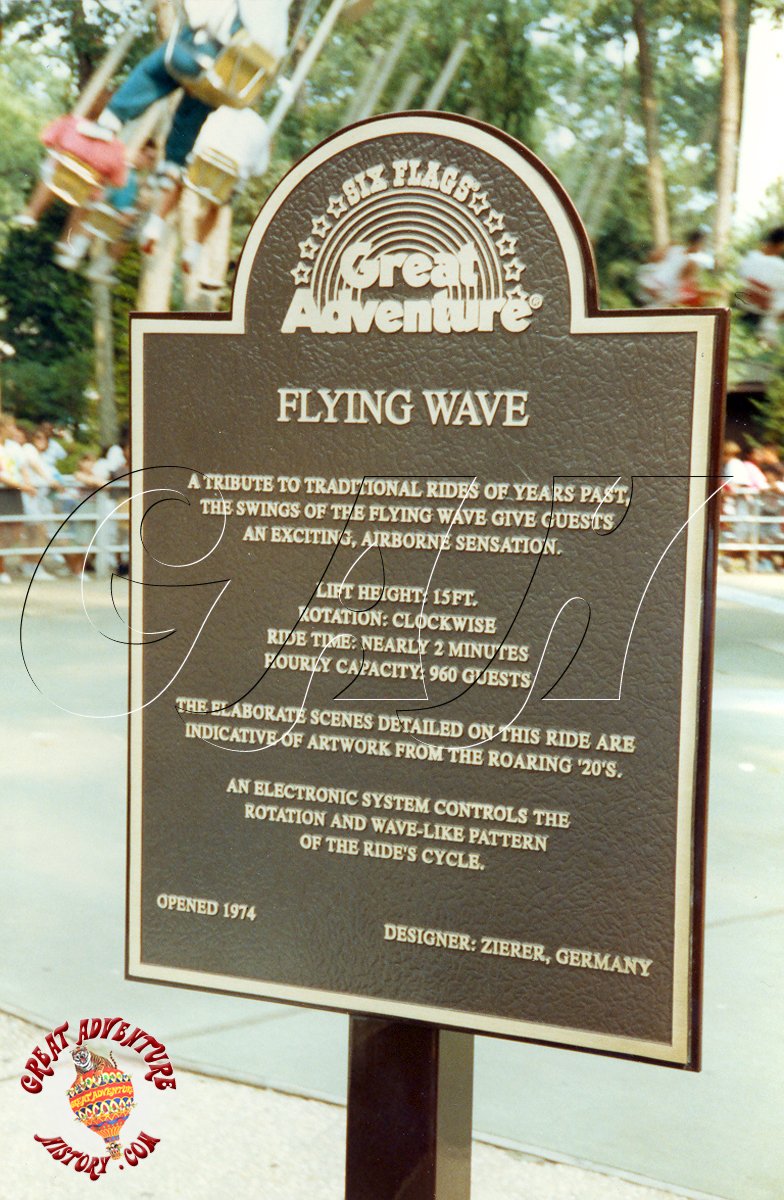 SIX FLAGS
Great
Adventure®
FLYING WAVE
A TRIBUTE TO TRADITIONAL RIDES OF YEARS PAST,
THE SWINGS OF THE FLYING WAVE GIVE GUESTS
AN EXCITING, AIRBORNE SENSATION.
LIFT HEIGHT: 15FT.
ROTATION: CLOCKWISE
RIDE TIME: NEARLY 2 MINUTES
HOURLY CAPACITY: 960 GUESTS
THE ELABORATE SCENES DETAILED ON THIS RIDE ARE
INDICATIVE OF ARTWORK FROM THE ROARING '20'S.
AN ELECTRONIC SYSTEM CONTROLS THE
ROTATION AND WAVE-LIKE PATTERN
OF THE RIDE'S CYCLE.
OPENED 1974
DESIGNER: ZIERER, GERMANY
GAH
GREAT ADVENTURE
GREAT ADVENTURE
HISTORY.COM